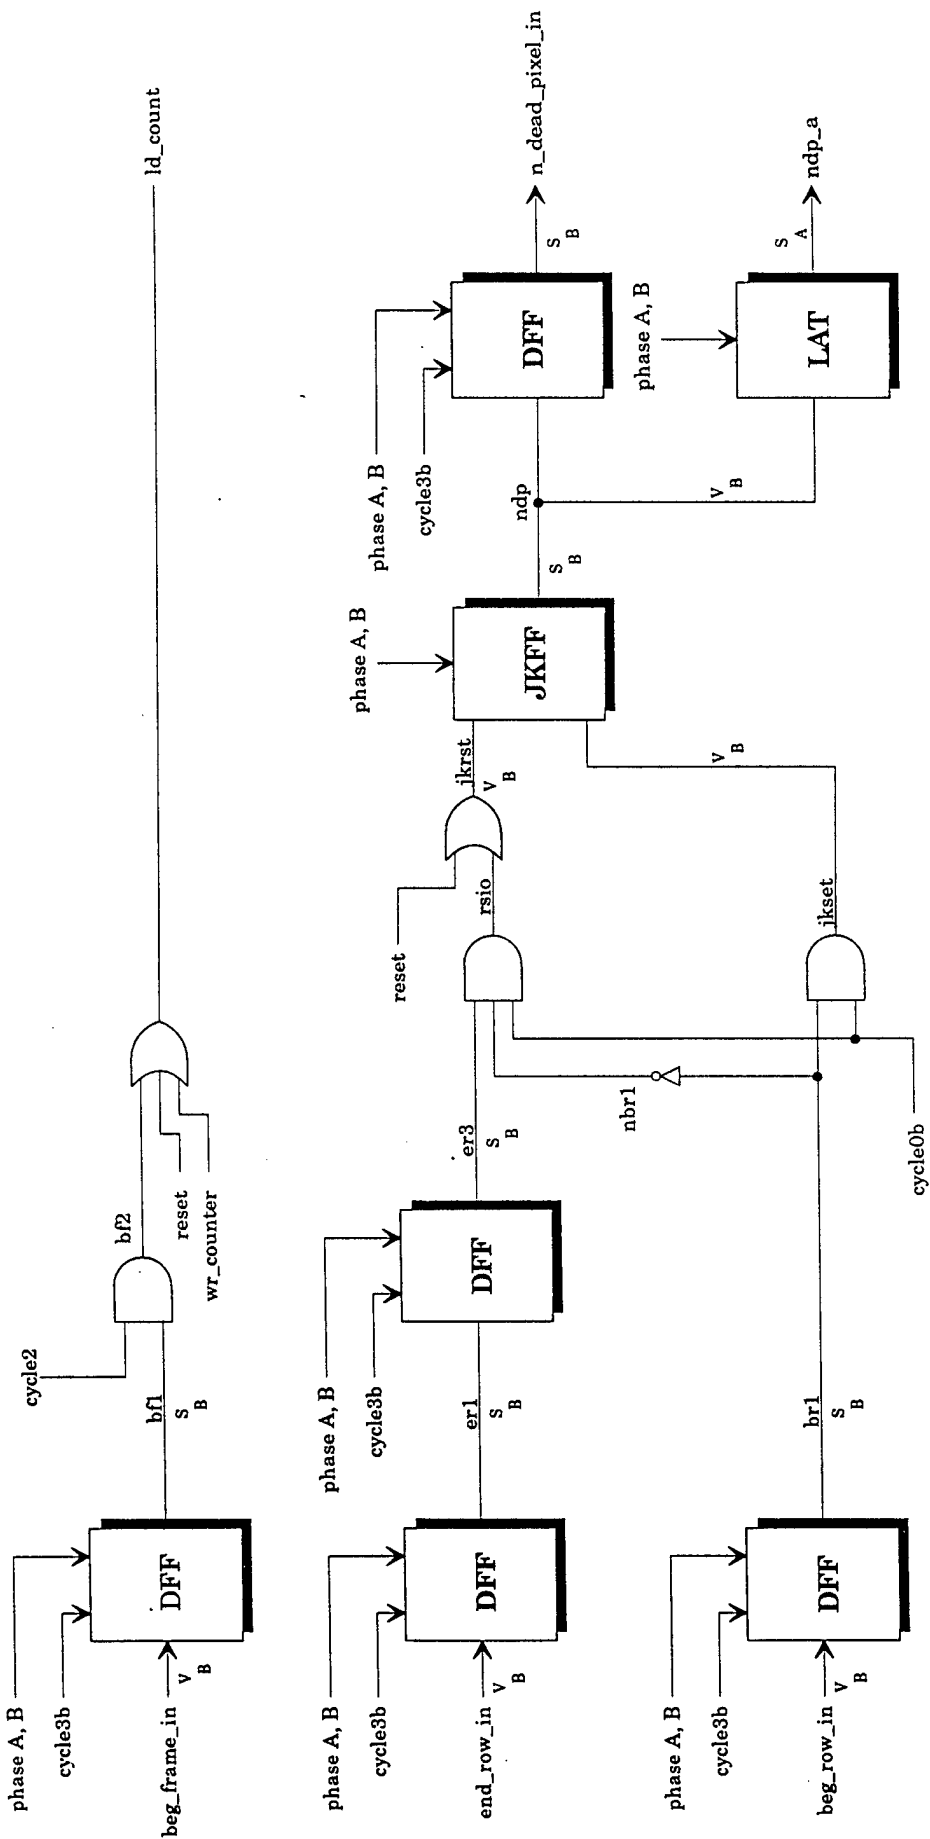 phase A, B
cycle3b
beg_frame_in
V B
DFF
bf1
S B
cycle2
bf2
reset
wr_counter
ld_count
phase A, B
cycle3b
end_row_in
V B
DFF
er1
S B
phase A, B
cycle3b
DFF
er3
S B
reset
rsio
jkrst
V B
phase A, B
JKFF
S B
ndp
phase A, B
cycle3b
DFF
S B
n_dead_pixel_in
phase A, B
cycle3b
beg_row_in
V B
DFF
br1
S B
nbr1
cycle0b
jkset
V B
V B
phase A, B
LAT
S A
ndp_a